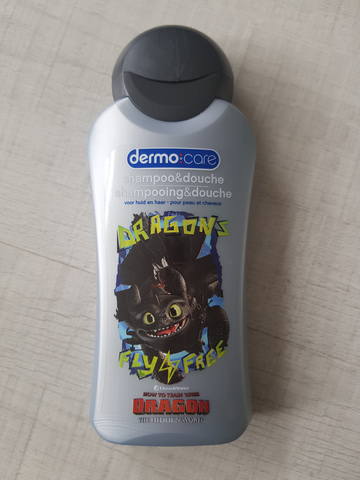 dermo-care
shampoo&douche
shampooing&douche
voor huid en haar - pour peau et cheveux
DRAGONS
FLY FREE
DREAMWORKS
HOW TO TRAIN YOUR
DRAGON
THE HIDDEN WORLD